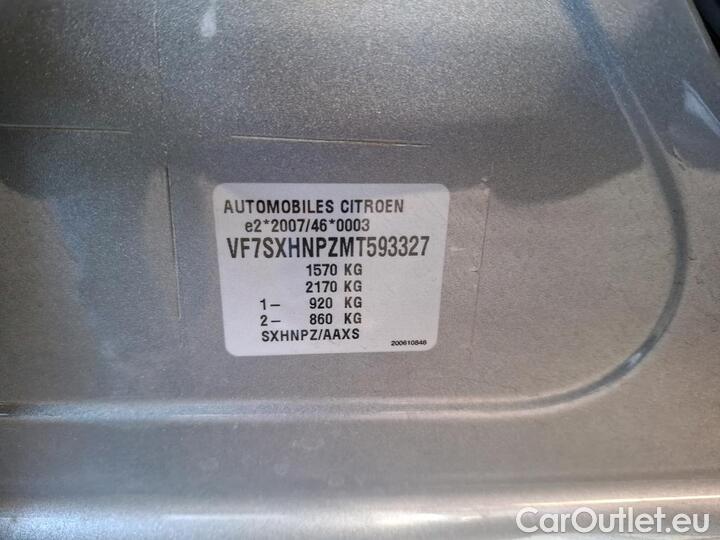 AUTOMOBILES CITROEN
e2*2007/46*0003
VF7SXHNPZMT593327
1570 KG
2170 KG
1- 920 KG
2- 860 KG
SXHNPZ/AAXS
200610846
CarOutlet.eu